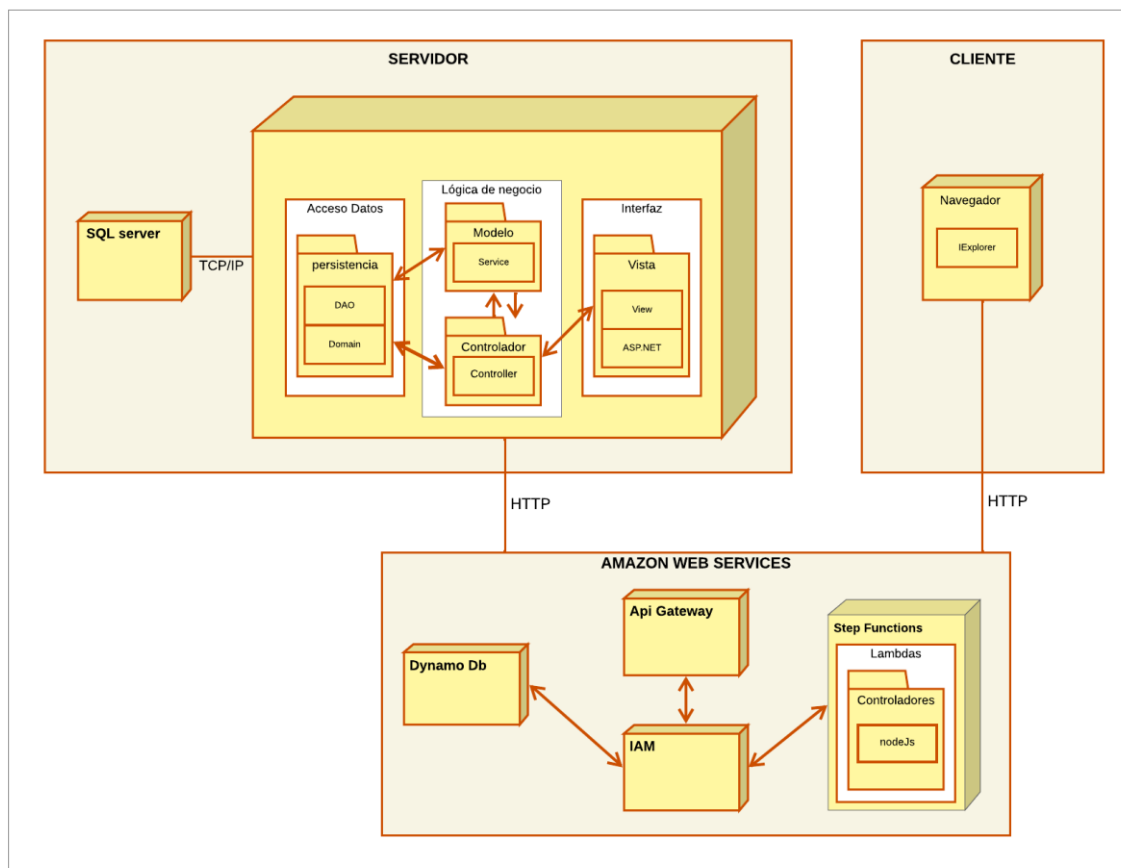 SERVIDOR
SQL server
TCP/IP
Acceso Datos
persistencia
DAO
Domain
Lógica de negocio
Modelo
Service
Controlador
Controller
Interfaz
Vista
View
ASP.NET
CLIENTE
Navegador
IExplorer
HTTP
HTTP
AMAZON WEB SERVICES
Dynamo Db
Api Gateway
IAM
Step Functions
Lambdas
Controladores
nodeJs